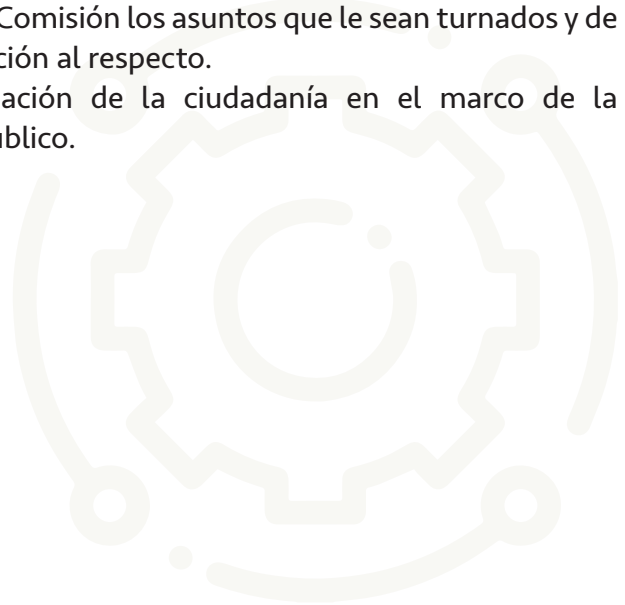 Comisión los asuntos que le sean turnados y de
ción al respecto.
ación de la ciudadanía en el marco de la
úblico.